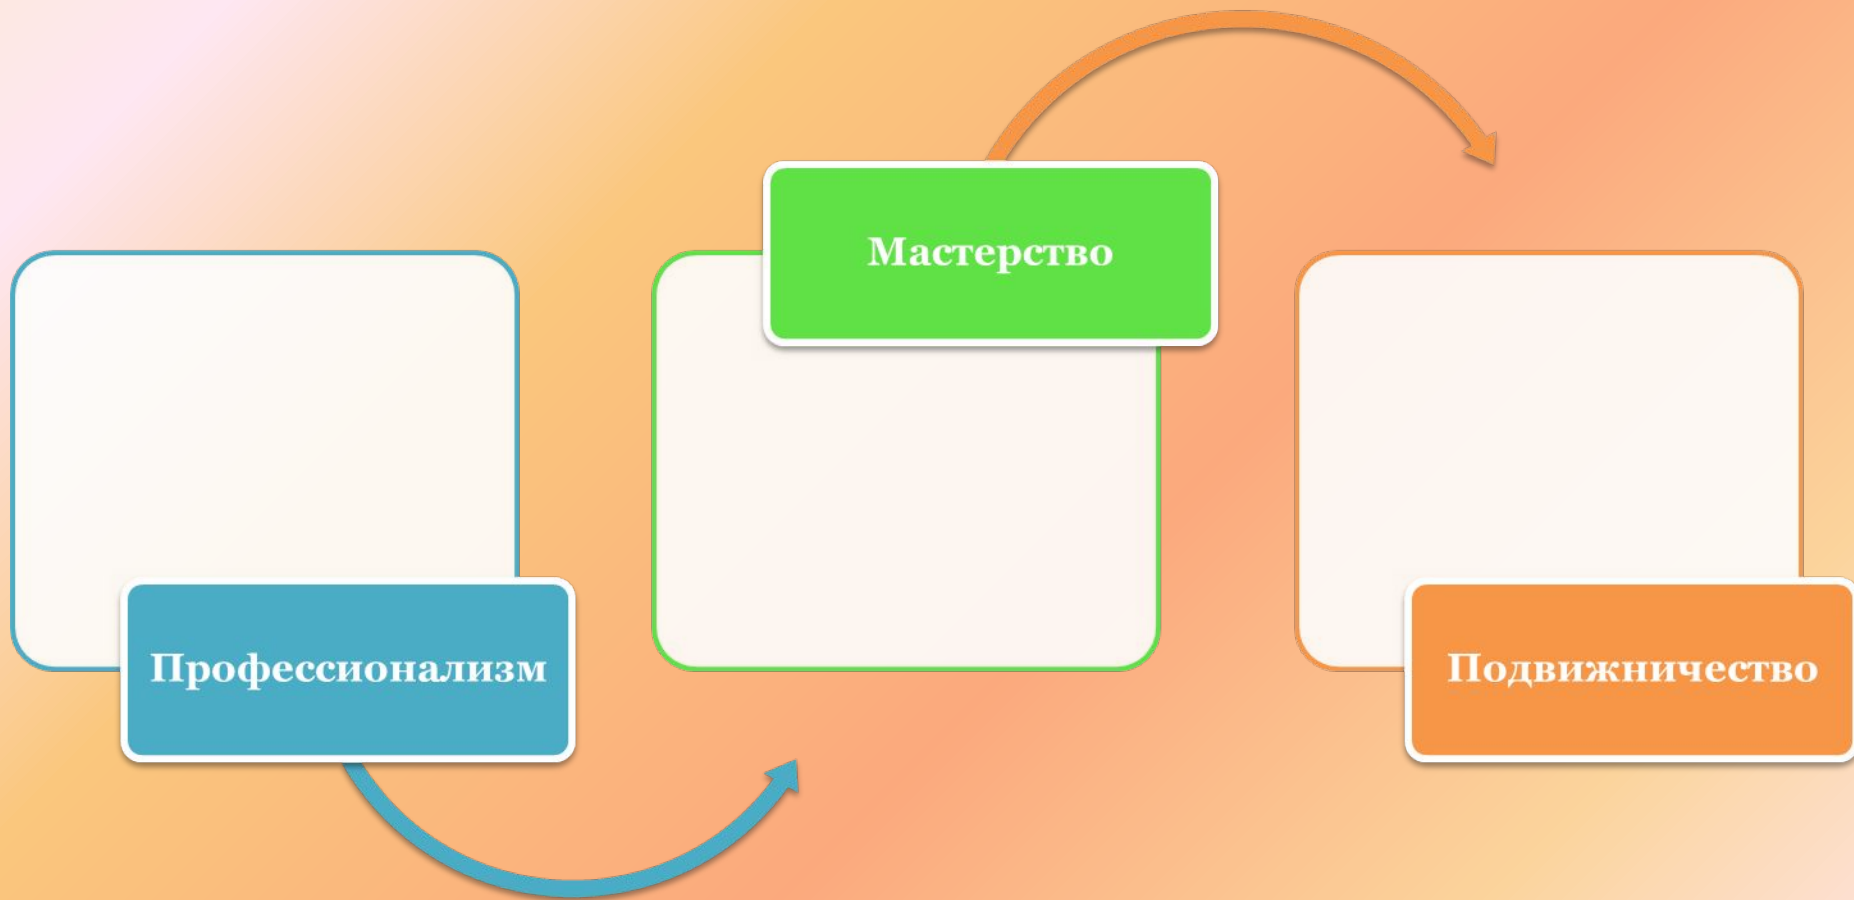 Профессионализм
Мастерство
Подвижничество